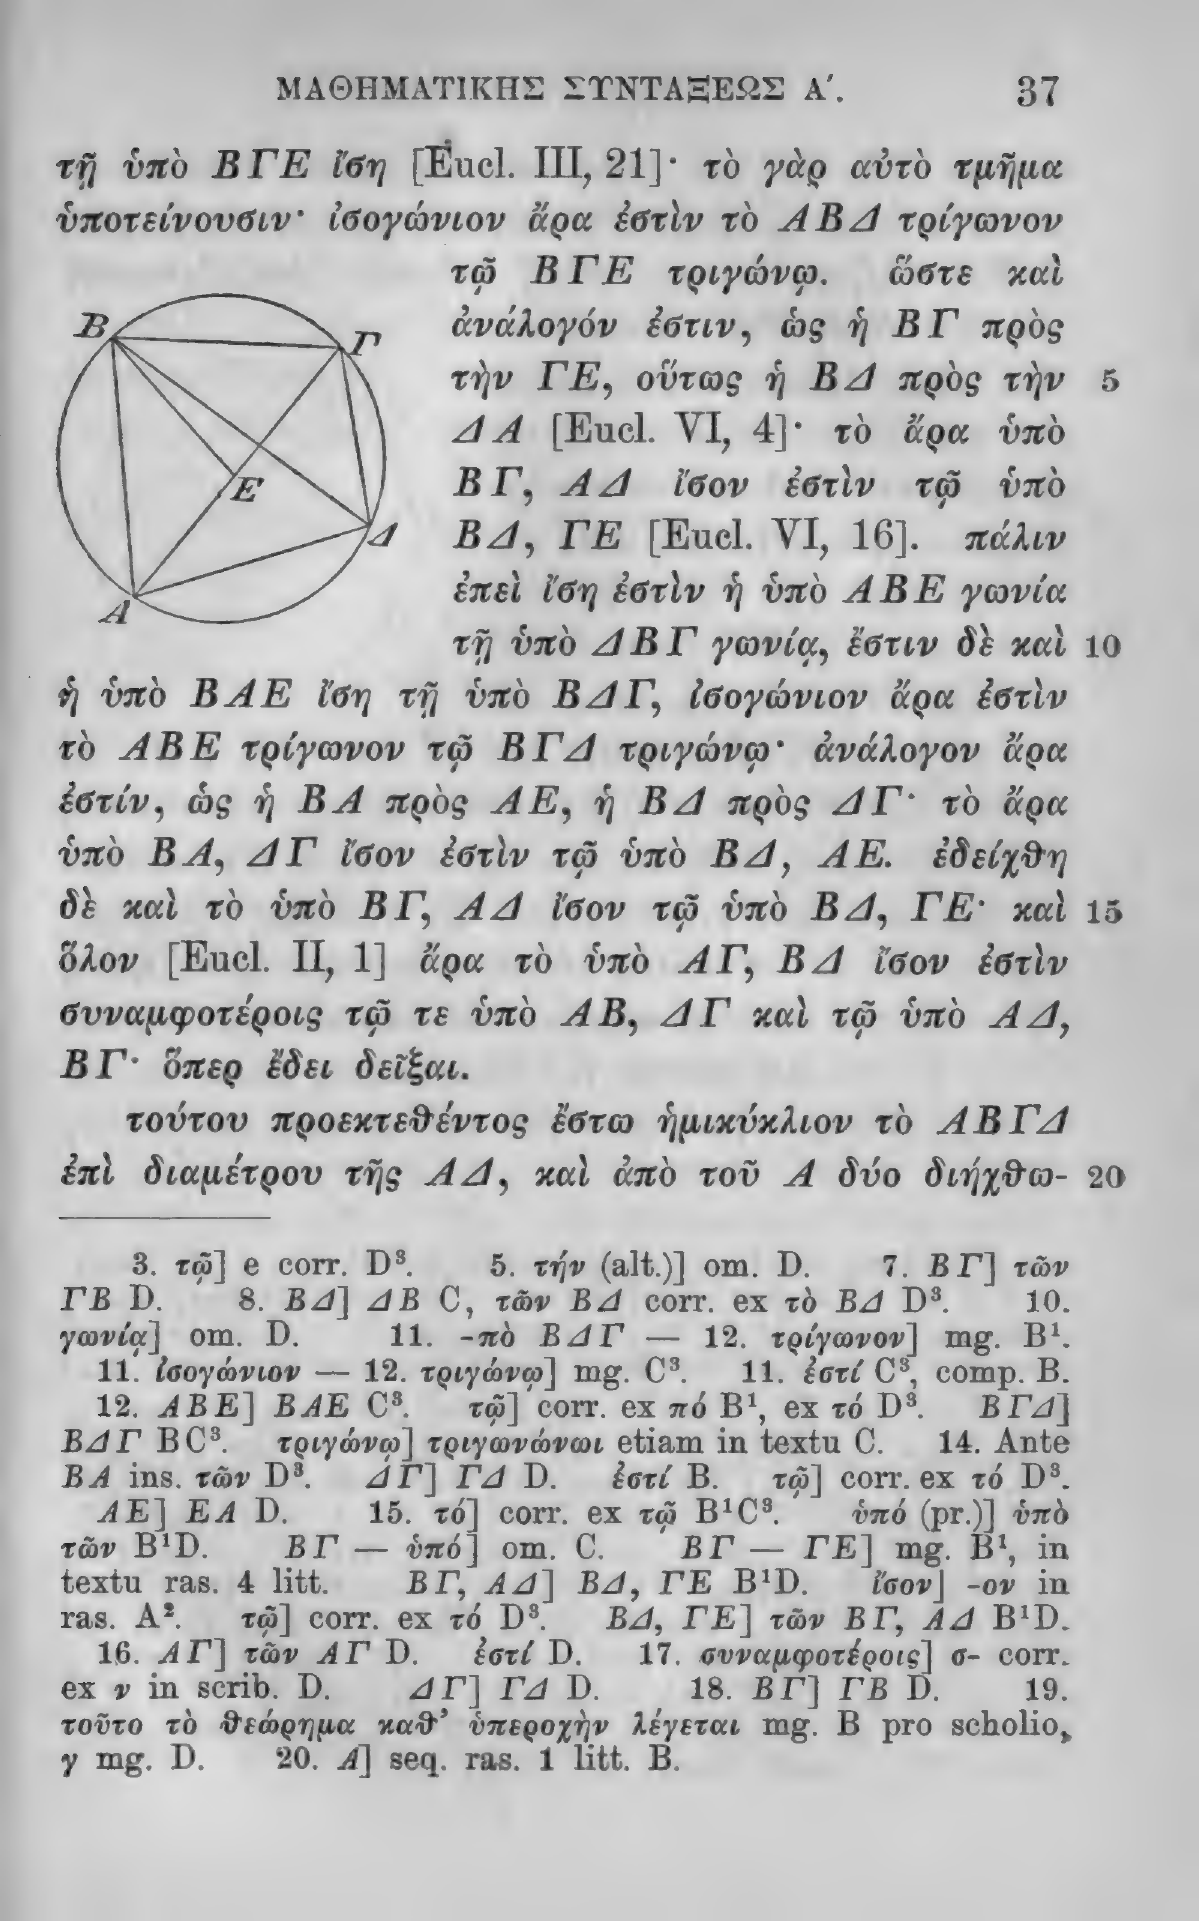 ΜΑΘΗΜΑΤΙΚΗΣ ΣΥΝΤΑΞΕΩΣ Α΄. 37
τῇ ὑπὸ ΒΓΕ ἴση [Eucl. III, 21]· τὸ γὰρ αὐτὸ τμῆμα
ὑποτείνουσιν· ἰσογώνιον ἄρα ἐστὶν τὸ ΑΒΔ τρίγωνον
τῷ ΒΓΕ τριγώνῳ. ὥστε καὶ
ἀνάλογόν ἐστιν, ὡς ἡ ΒΓ πρὸς
τὴν ΓΕ, οὕτως ἡ ΒΔ πρὸς τὴν 5
ΔΑ [Eucl. VI, 4]· τὸ ἄρα ὑπὸ
ΒΓ, ΑΔ ἴσον ἐστὶν τῷ ὑπὸ
ΒΔ, ΓΕ [Eucl. VI, 16]. πάλιν
ἐπεὶ ἴση ἐστὶν ἡ ὑπὸ ΑΒΕ γωνία
τῇ ὑπὸ ΔΒΓ γωνίᾳ, ἔστιν δὲ καὶ 10
Β
Γ
Ε
Δ
Α
ἡ ὑπὸ ΒΑΕ ἴση τῇ ὑπὸ ΒΔΓ, ἰσογώνιον ἄρα ἐστὶν
τὸ ΑΒΕ τρίγωνον τῷ ΒΓΔ τριγώνῳ· ἀνάλογον ἄρα
ἐστίν, ὡς ἡ ΒΑ πρὸς ΑΕ, ἡ ΒΔ πρὸς ΔΓ· τὸ ἄρα
ὑπὸ ΒΑ, ΔΓ ἴσον ἐστὶν τῷ ὑπὸ ΒΔ, ΑΕ. ἐδείχθη
δὲ καὶ τὸ ὑπὸ ΒΓ, ΑΔ ἴσον τῷ ὑπὸ ΒΔ, ΓΕ· καὶ 15
ὅλον [Eucl. II, 1] ἄρα τὸ ὑπὸ ΑΓ, ΒΔ ἴσον ἐστὶν
συναμφοτέροις τῷ τε ὑπὸ ΑΒ, ΔΓ καὶ τῷ ὑπὸ ΑΔ,
ΒΓ· ὅπερ ἔδει δεῖξαι.
τούτου προεκτεθέντος ἔστω ἡμικύκλιον τὸ ΑΒΓΔ
ἐπὶ διαμέτρου τῆς ΑΔ, καὶ ἀπὸ τοῦ Α δύο διήχθω- 20
3. τῷ] e corr. D³. 5. τήν (alt.)] om. D. 7. ΒΓ] τῶν
ΓΒ D. 8. ΒΔ] ΔΒ C, τῶν ΒΔ corr. ex τὸ ΒΔ D³. 10.
γωνίᾳ] om. D. 11. -πὸ ΒΔΓ — 12. τρίγωνον] mg. B¹.
11. ἰσογώνιον — 12. τριγώνῳ] mg. C³. 11. ἐστί C³, comp. B.
12. ΑΒΕ] ΒΑΕ C³. τῷ] corr. ex πό B¹, ex τό D³. ΒΓΔ]
ΒΔΓ BC³. τριγώνῳ] τριγωνώνωι etiam in textu C. 14. Ante
ΒΑ ins. τῶν D³. ΔΓ] ΓΔ D. ἐστί B. τῷ] corr. ex τό D³.
ΑΕ] ΕΑ D. 15. τό] corr. ex τῷ B¹C³. ὑπό (pr.)] ὑπὸ
τῶν B¹D. ΒΓ — ὑπό] om. C. ΒΓ — ΓΕ] mg. B¹, in
textu ras. 4 litt. ΒΓ, ΑΔ] ΒΔ, ΓΕ B¹D. ἴσον] -ον in
ras. A². τῷ] corr. ex τό D³. ΒΔ, ΓΕ] τῶν ΒΓ, ΑΔ B¹D.
16. ΑΓ] τῶν ΑΓ D. ἐστί D. 17. συναμφοτέροις] σ- corr.
ex ν in scrib. D. ΔΓ] ΓΔ D. 18. ΒΓ] ΓΒ D. 19.
τοῦτο τὸ θεώρημα καθ’ ὑπεροχὴν λέγεται mg. B pro scholio,
γ mg. D. 20. Α] seq. ras. 1 litt. B.